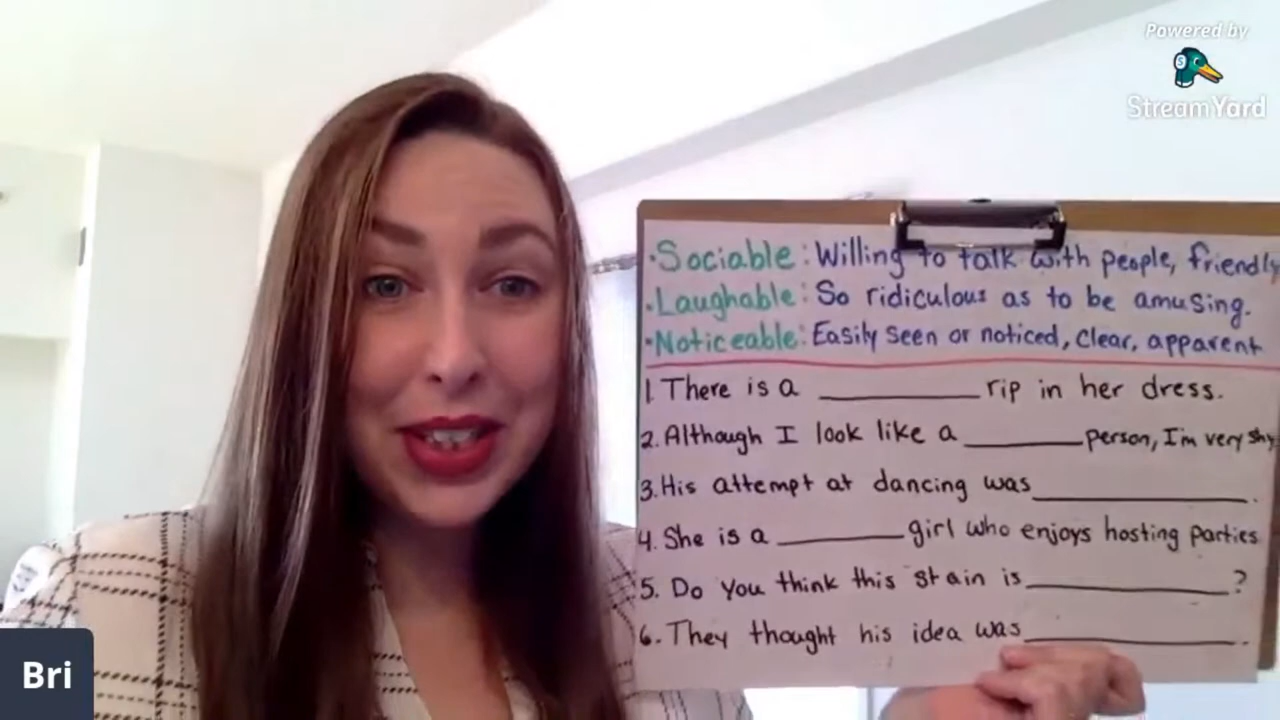 Powered by
StreamYard
·Sociable: Willing to talk with people, friendly
·Laughable: So ridiculous as to be amusing.
·Noticeable: Easily seen or noticed, clear, apparent
1. There is a ________ rip in her dress.
2. Although I look like a ________ person, I'm very shy
3. His attempt at dancing was ________.
4. She is a ________ girl who enjoys hosting parties
5. Do you think this stain is ________?
6. They thought his idea was ________.
Bri